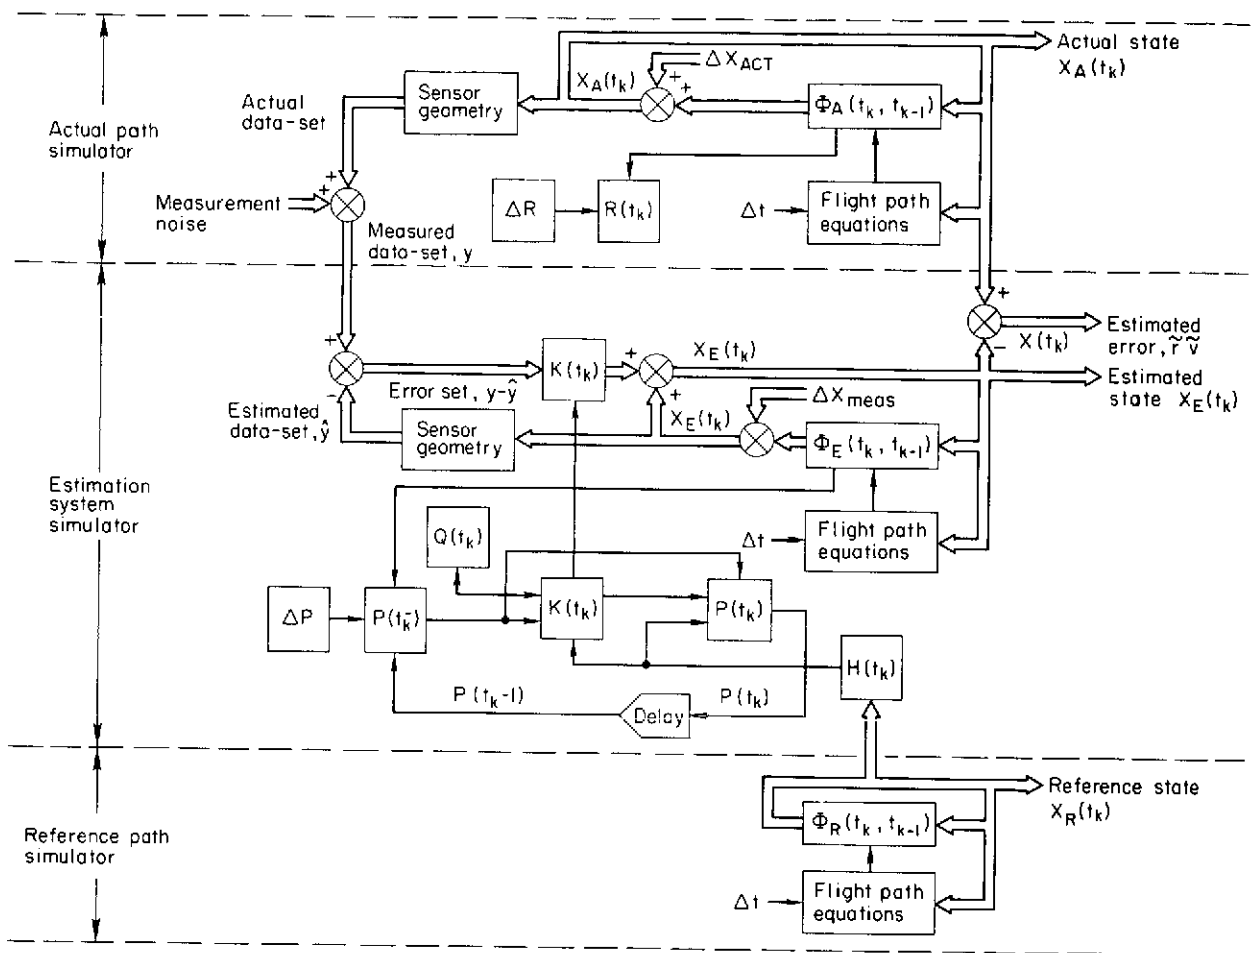 Actual state
X_A(t_k)
ΔX_ACT
X_A(t_k)
Sensor
geometry
Φ_A(t_k, t_k-1)
Actual
data-set
Actual path
simulator
+
+
+
+
Measurement
noise
ΔR
R(t_k)
Δt
Flight path
equations
Measured
data-set, y
+
Estimated
error, r̃ ṽ
X(t_k)
−
+
K(t_k)
+
X_E(t_k)
Estimated
state X_E(t_k)
Error set, y-ŷ
−
Estimated
data-set, ŷ
Sensor
geometry
+
X_E(t_k)
ΔX_meas
Φ_E(t_k, t_k-1)
Estimation
system
simulator
Q(t_k)
Δt
Flight path
equations
ΔP
P(t_k^-)
K(t_k)
P(t_k)
H(t_k)
P(t_k-1)
Delay
P(t_k)
Reference state
X_R(t_k)
Φ_R(t_k, t_k-1)
Reference path
simulator
Δt
Flight path
equations